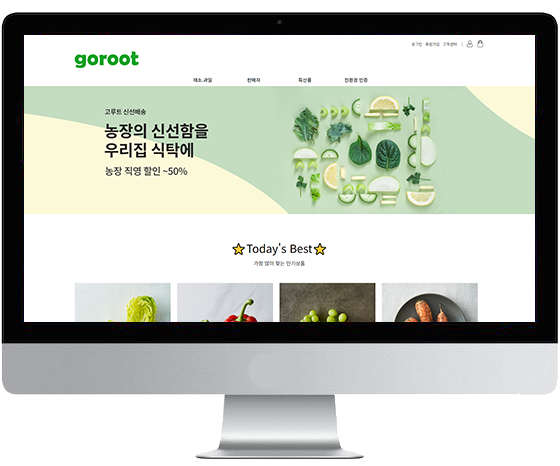 로그인 회원가입 고객센터
goroot
채소.과일 판매자 특산품 친환경 인증
고루트 신선배송
농장의 신선함을
우리집 식탁에
농장 직영 할인 ~50%
Today's Best
가장 많이 찾는 인기상품